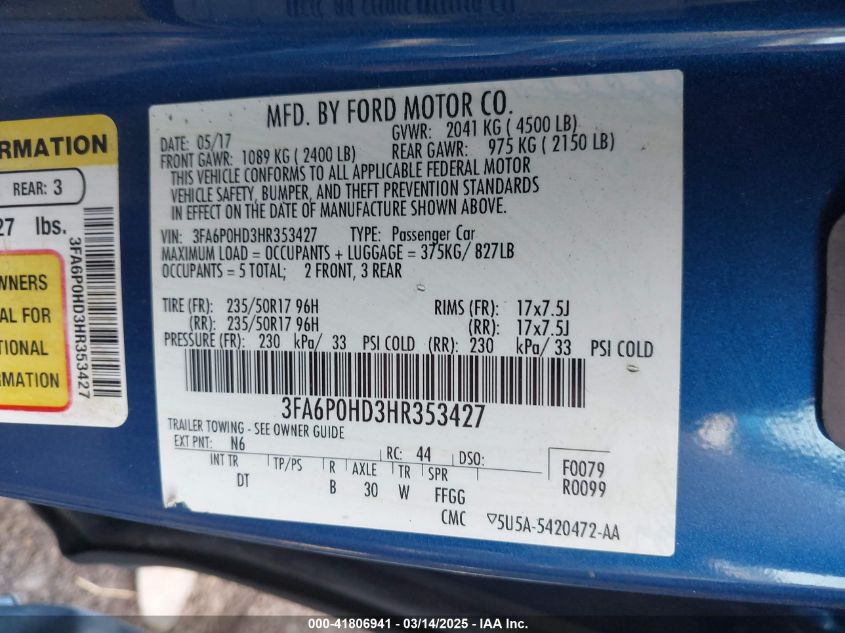 MFD. BY FORD MOTOR CO.
DATE: 05/17 GVWR: 2041 KG ( 4500 LB)
FRONT GAWR: 1089 KG ( 2400 LB) REAR GAWR: 975 KG ( 2150 LB)
THIS VEHICLE CONFORMS TO ALL APPLICABLE FEDERAL MOTOR
VEHICLE SAFETY, BUMPER, AND THEFT PREVENTION STANDARDS
IN EFFECT ON THE DATE OF MANUFACTURE SHOWN ABOVE.
VIN: 3FA6P0HD3HR353427 TYPE: Passenger Car
MAXIMUM LOAD = OCCUPANTS + LUGGAGE = 375KG/ 827LB
OCCUPANTS = 5 TOTAL; 2 FRONT, 3 REAR
TIRE (FR): 235/50R17 96H RIMS (FR): 17x7.5J
(RR): 235/50R17 96H (RR): 17x7.5J
PRESSURE (FR): 230 kPa/ 33 PSI COLD (RR): 230 kPa/ 33 PSI COLD
3FA6P0HD3HR353427
TRAILER TOWING - SEE OWNER GUIDE
EXT PNT: N6 RC: 44 DSO:
INT TR TP/PS R AXLE TR SPR F0079
DT B 30 W FFGG R0099
CMC ▽5U5A-5420472-AA
RMATION
REAR: 3
27 lbs.
3FA6P0HD3HR353427
WNERS
AL FOR
TIONAL
RMATION
000-41806941 / 03/14/2025 - IAA Inc.